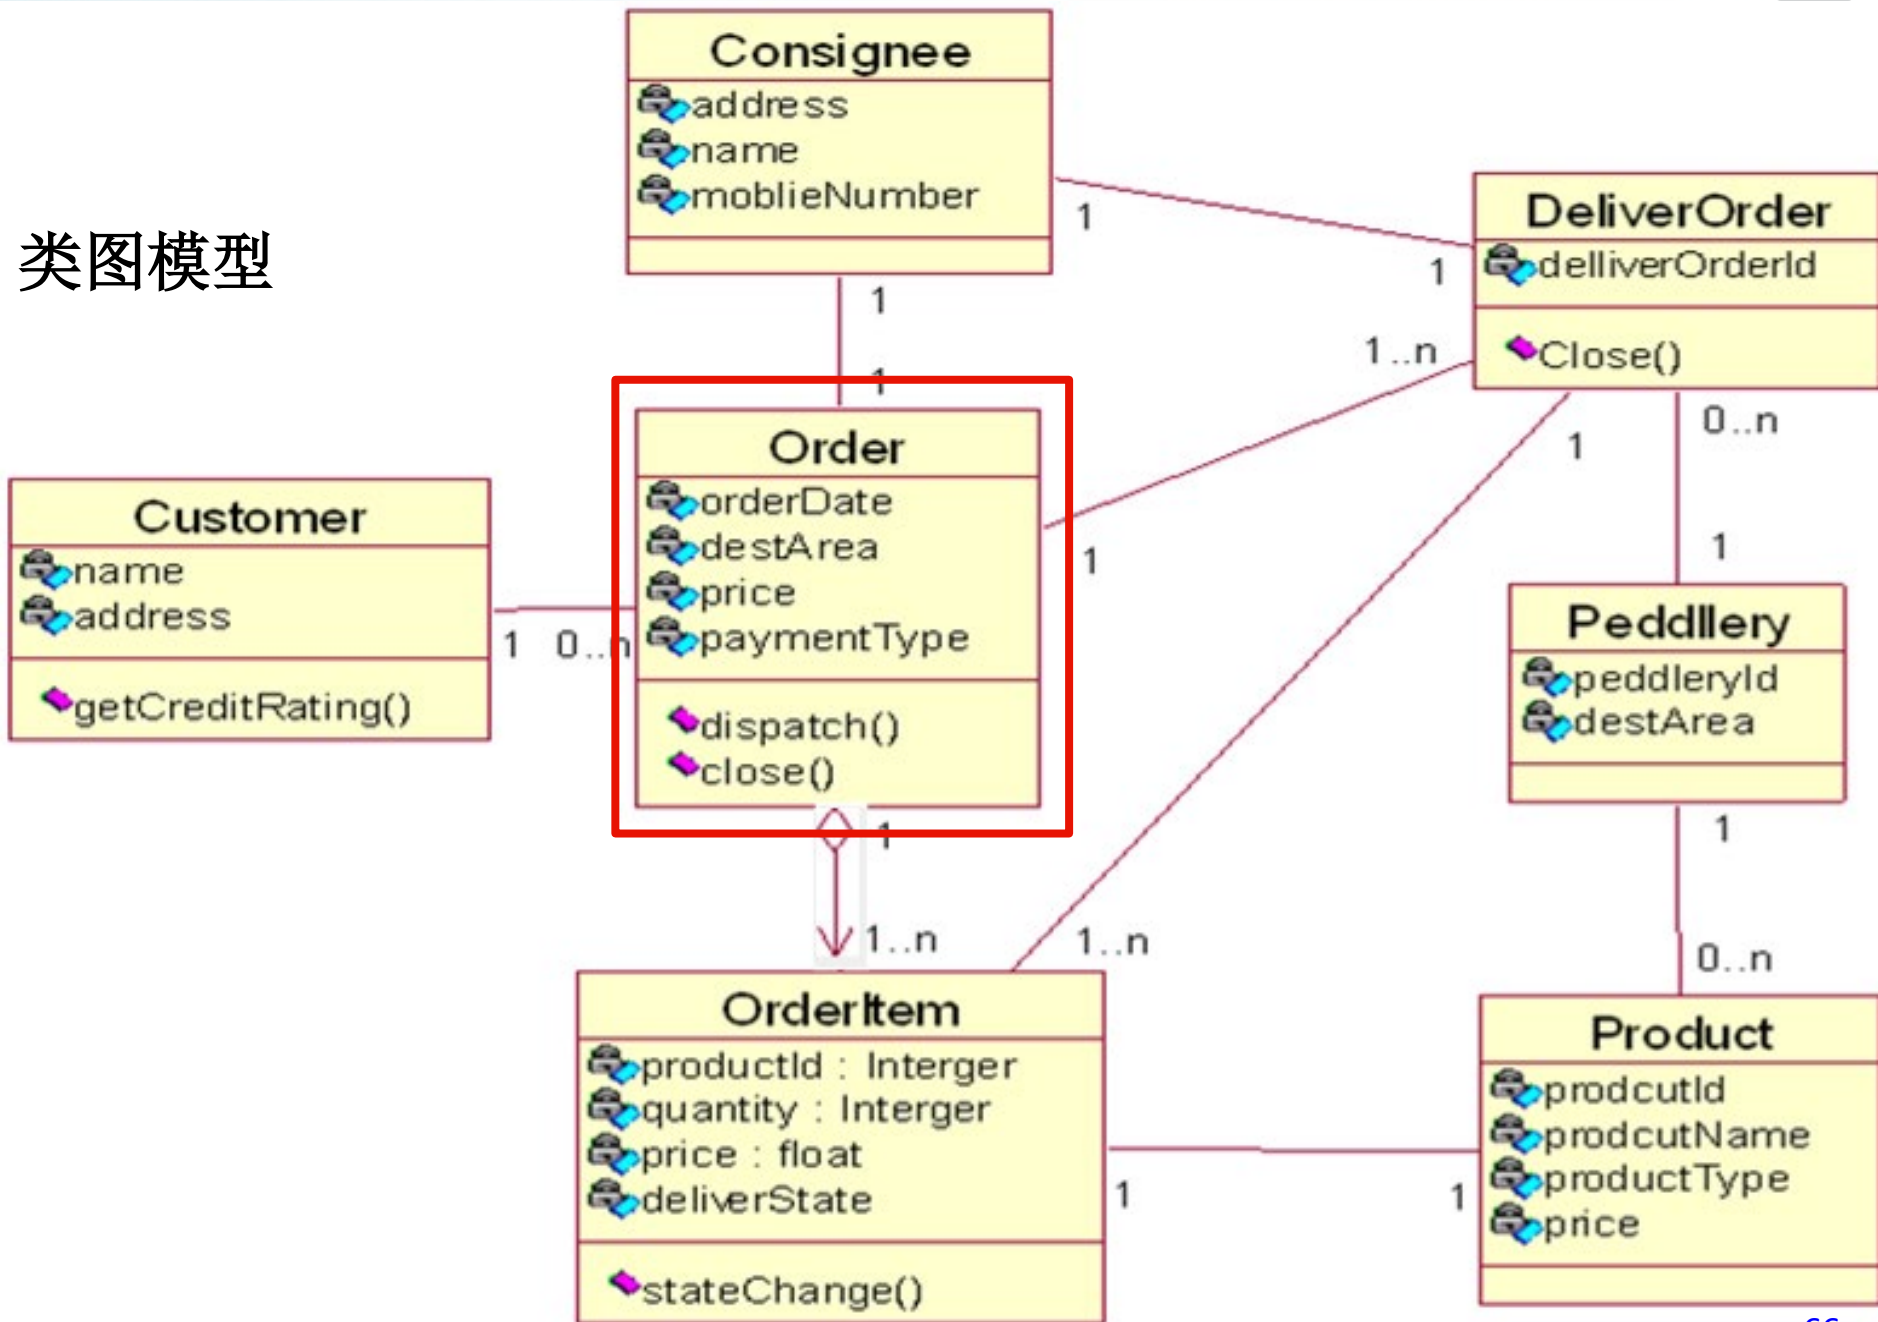 类图模型
Consignee
address
name
moblieNumber
1
1
1
1
DeliverOrder
delliverOrderId
Close()
1..n
1
0..n
1
1
Order
orderDate
destArea
price
paymentType
dispatch()
close()
Customer
name
address
getCreditRating()
1
0..n
Peddllery
peddleryId
destArea
1
0..n
1
1..n
1..n
OrderItem
productId : Interger
quantity : Interger
price : float
deliverState
stateChange()
1
1
Product
prodcutId
prodcutName
productType
price